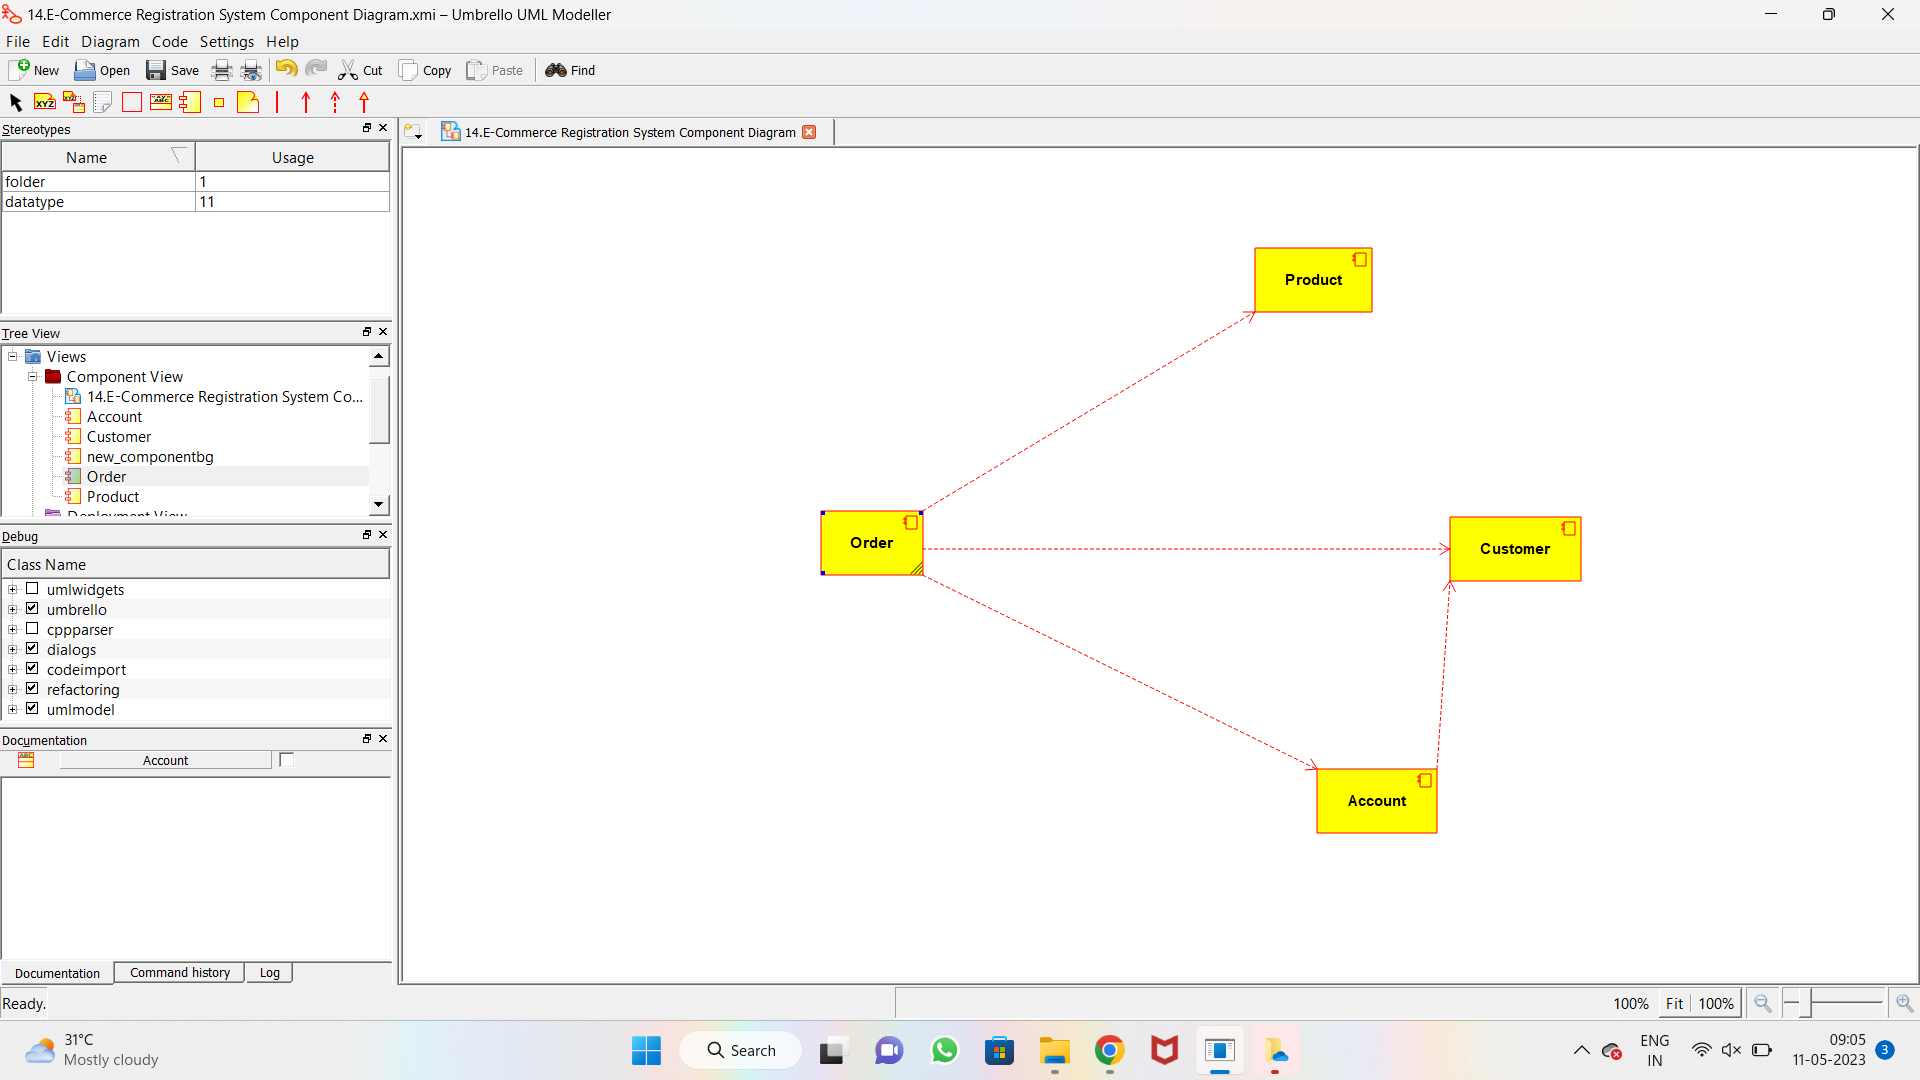 14.E-Commerce Registration System Component Diagram.xmi – Umbrello UML Modeller
File Edit Diagram Code Settings Help
New Open Save Cut Copy Paste Find
XYZ
Stereotypes
14.E-Commerce Registration System Component Diagram
Name Usage
folder 1
datatype 11
Tree View
Views
Component View
14.E-Commerce Registration System Co...
Account
Customer
new_componentbg
Order
Product
Deployment View
Debug
Class Name
umlwidgets
umbrello
cppparser
dialogs
codeimport
refactoring
umlmodel
Documentation
Account
Documentation Command history Log
Product
Order
Customer
Account
Ready.
100% Fit 100%
31°C
Mostly cloudy
Search
ENG
IN
09:05
11-05-2023
3